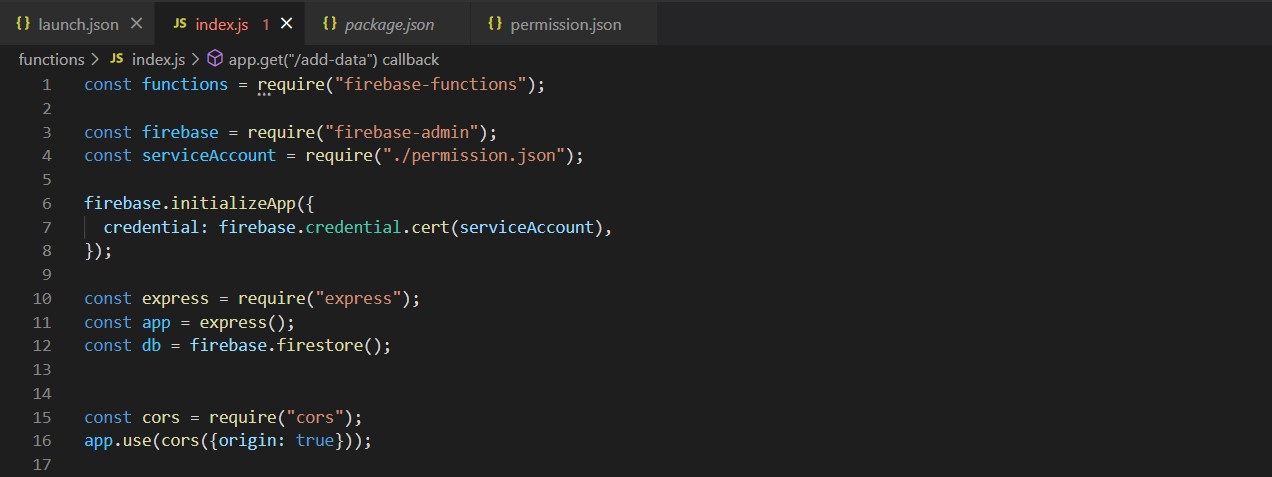 {} launch.json ✕ JS index.js 1 ✕ {} package.json {} permission.json
functions > JS index.js > app.get("/add-data") callback
1 const functions = require("firebase-functions");
2
3 const firebase = require("firebase-admin");
4 const serviceAccount = require("./permission.json");
5
6 firebase.initializeApp({
7 credential: firebase.credential.cert(serviceAccount),
8 });
9
10 const express = require("express");
11 const app = express();
12 const db = firebase.firestore();
13
14
15 const cors = require("cors");
16 app.use(cors({origin: true}));
17